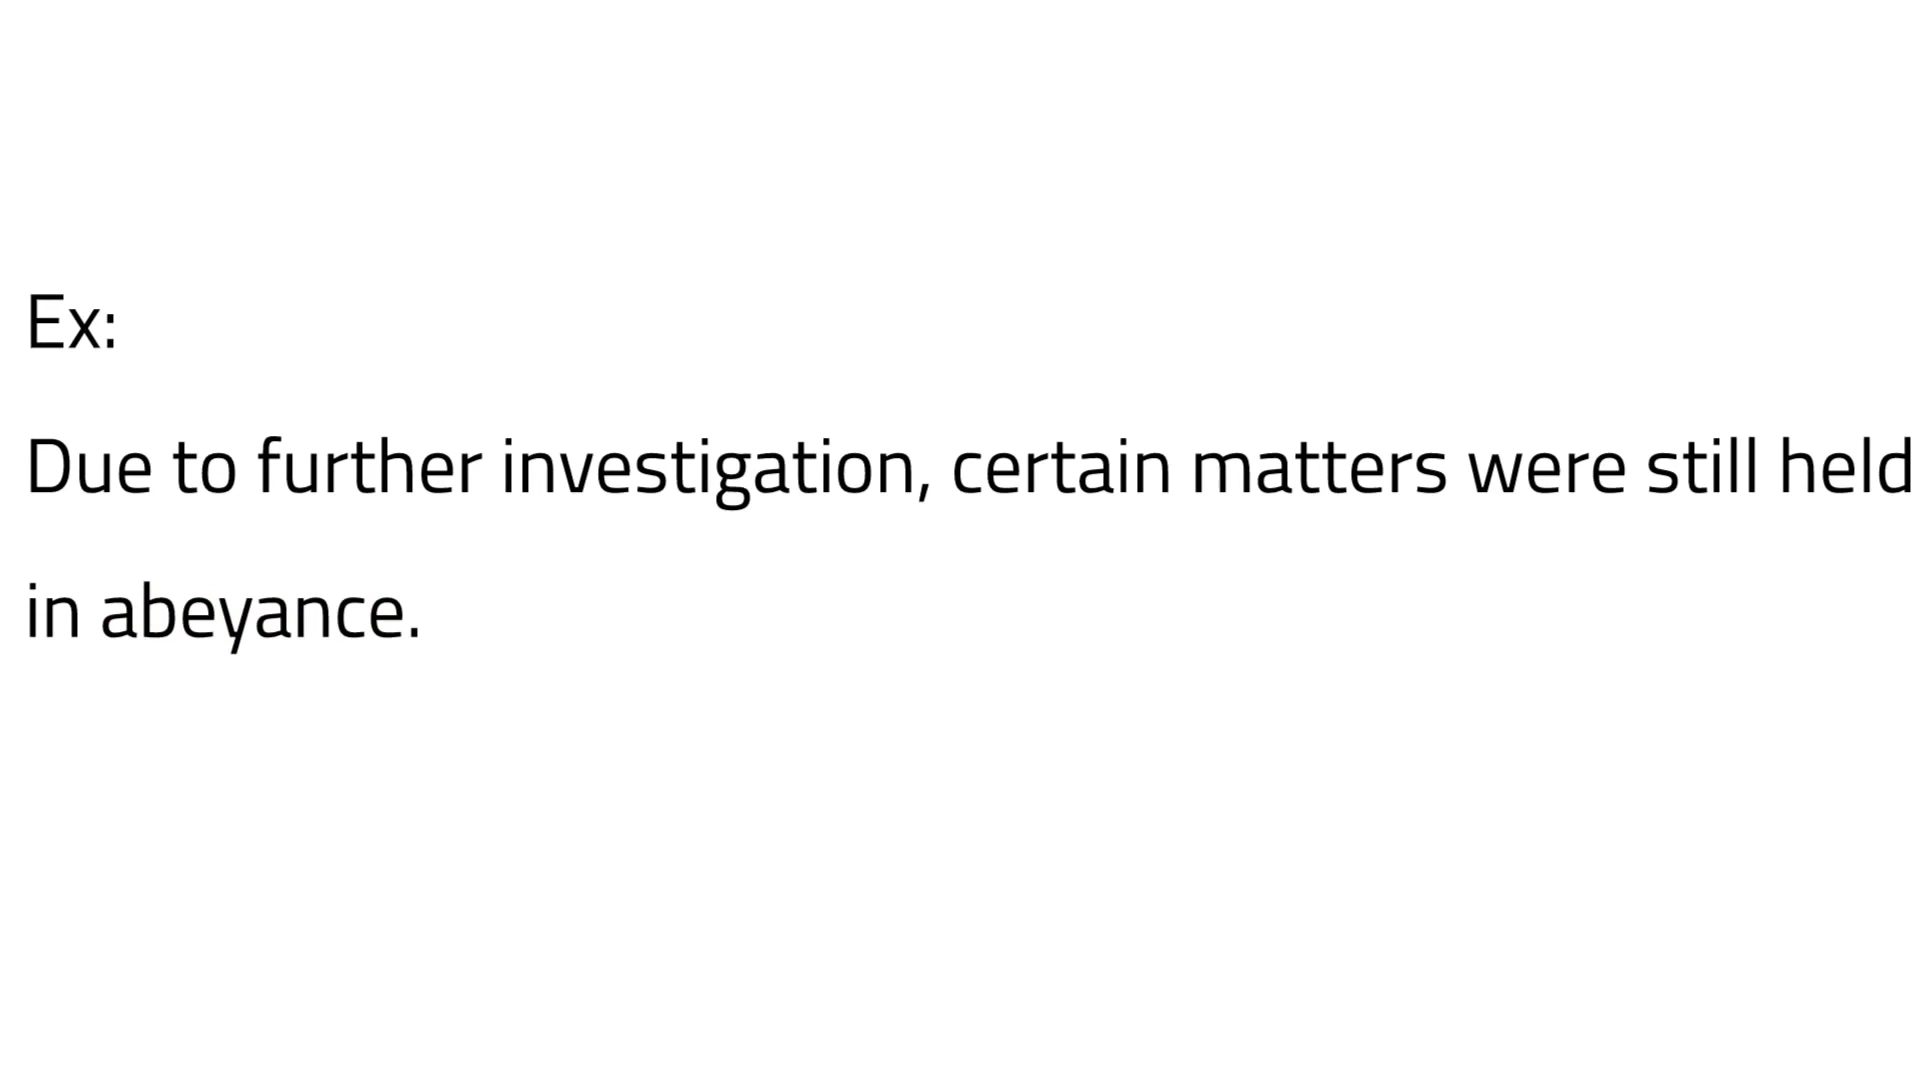 Ex:
Due to further investigation, certain matters were still held
in abeyance.